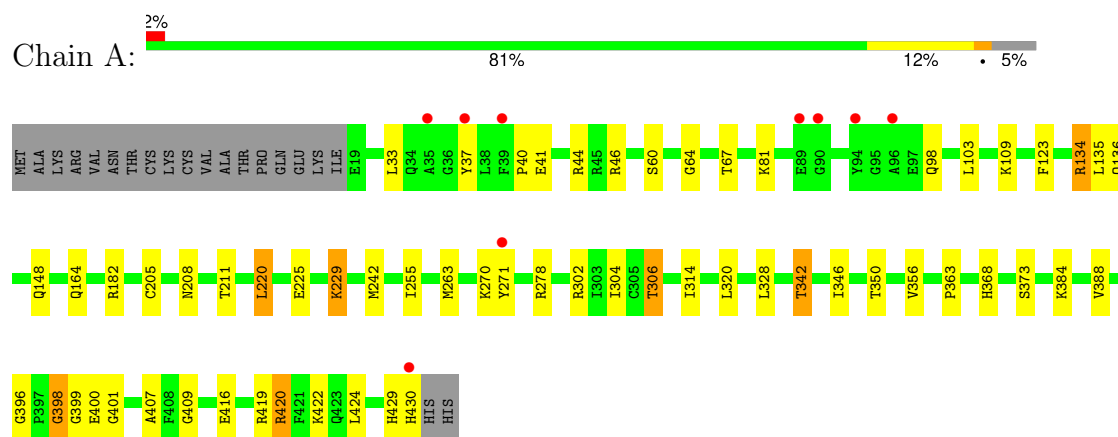 2%
Chain A:
81% 12% • 5%
MET ALA LYS ARG VAL ASN THR CYS LYS CYS VAL ALA THR PRO GLN GLU LYS ILE E19 L33 Q34 A35 G36 Y37 L38 F39 P40 E41 R44 R45 R46 S60 G64 T67 K81 E89 G90 Y94 G95 A96 E97 Q98 L103 K109 F123 R134 L135 Q136
Q148 Q164 R182 C205 N208 T211 L220 E225 K229 M242 I255 M263 K270 Y271 R278 R302 I303 I304 C305 T306 I314 L320 L328 T342 I346 T350 V356 P363 H368 S373 K384 V388
G396 P397 G398 G399 E400 G401 A407 F408 G409 E416 R419 R420 F421 K422 Q423 L424 H429 H430 HIS HIS